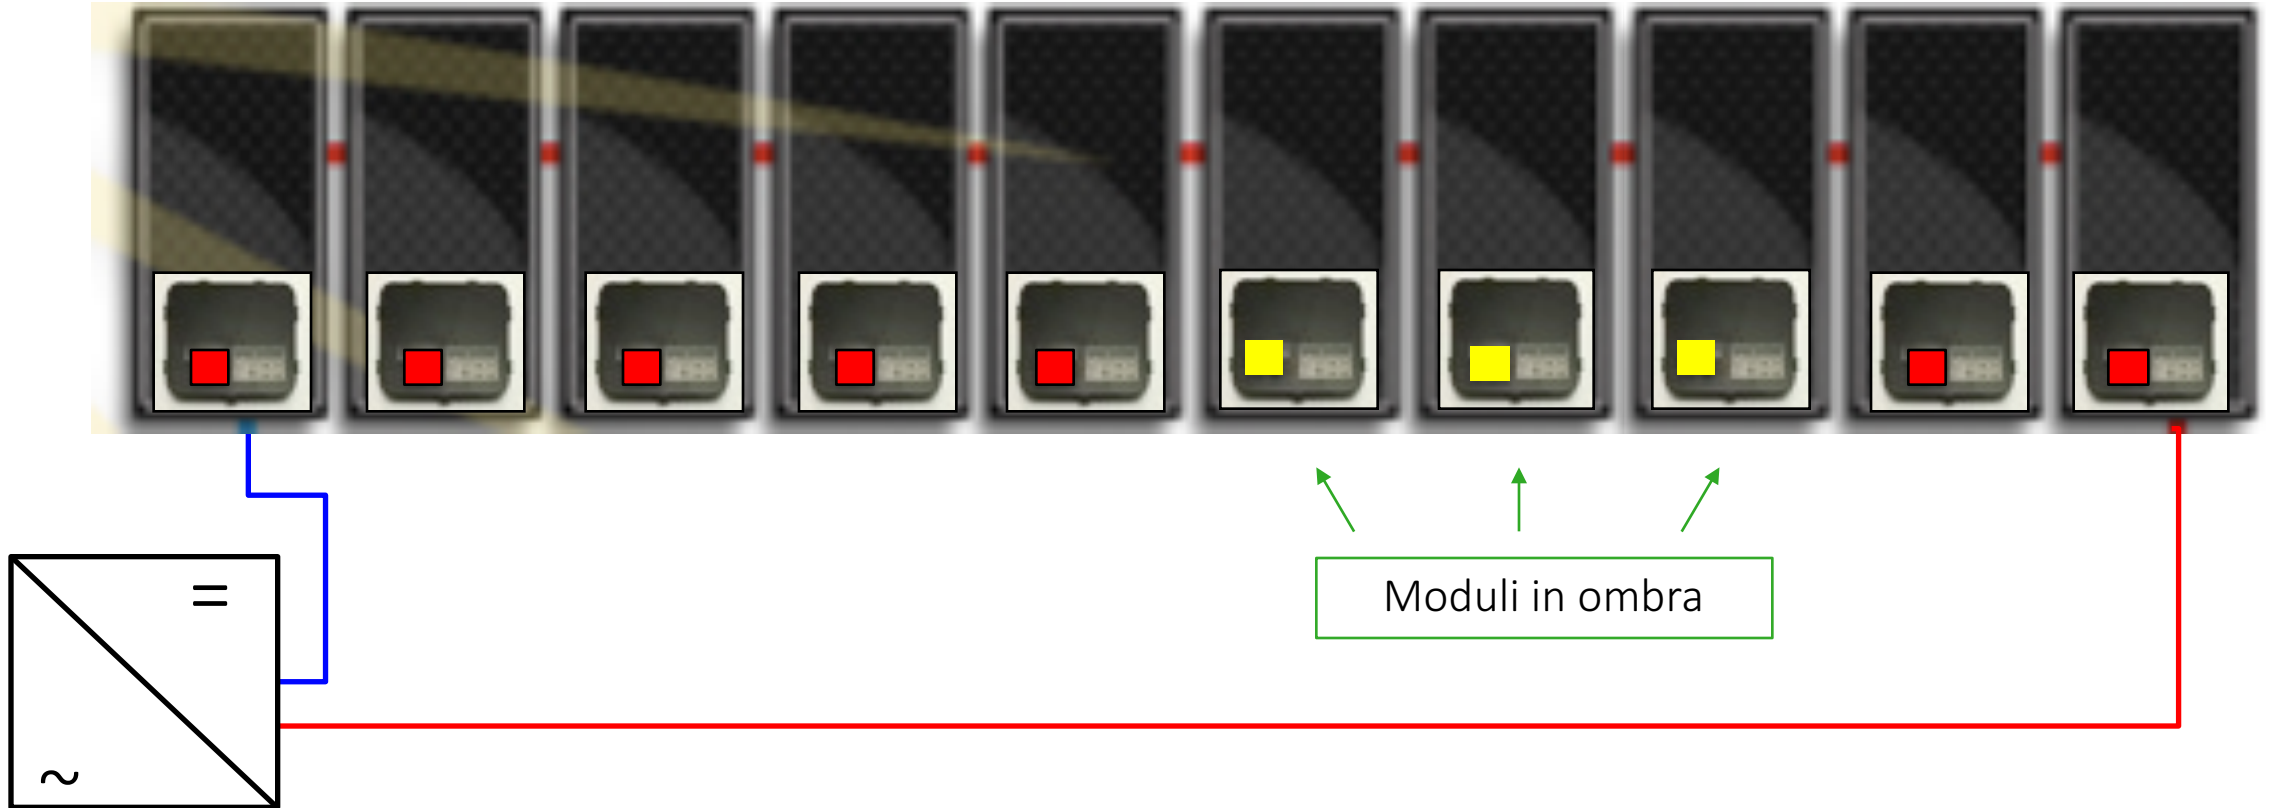 =
Moduli in ombra
~